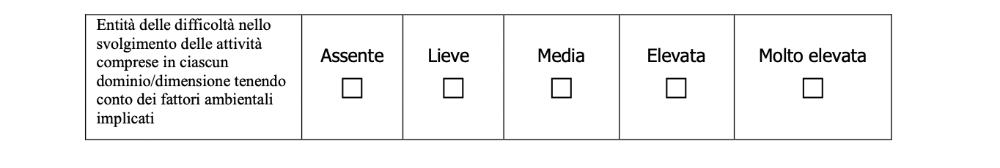 Entità delle difficoltà nello
svolgimento delle attività
comprese in ciascun
dominio/dimensione tenendo
conto dei fattori ambientali
implicati
Assente
Lieve
Media
Elevata
Molto elevata